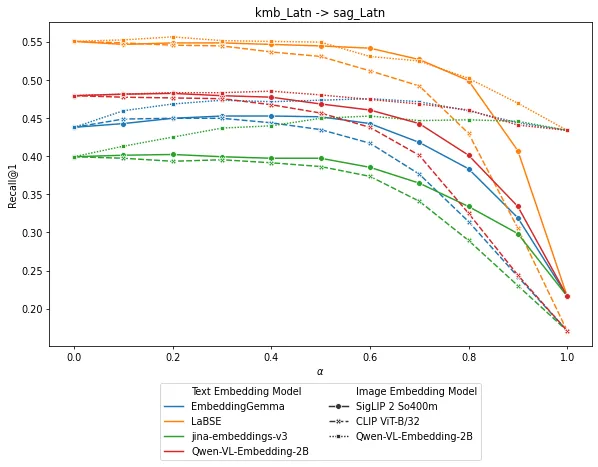 kmb_Latn -> sag_Latn
Recall@1
0.55
0.50
0.45
0.40
0.35
0.30
0.25
0.20
0.0
0.2
0.4
0.6
0.8
1.0
α
Text Embedding Model
EmbeddingGemma
LaBSE
jina-embeddings-v3
Qwen-VL-Embedding-2B
Image Embedding Model
SigLIP 2 So400m
CLIP ViT-B/32
Qwen-VL-Embedding-2B